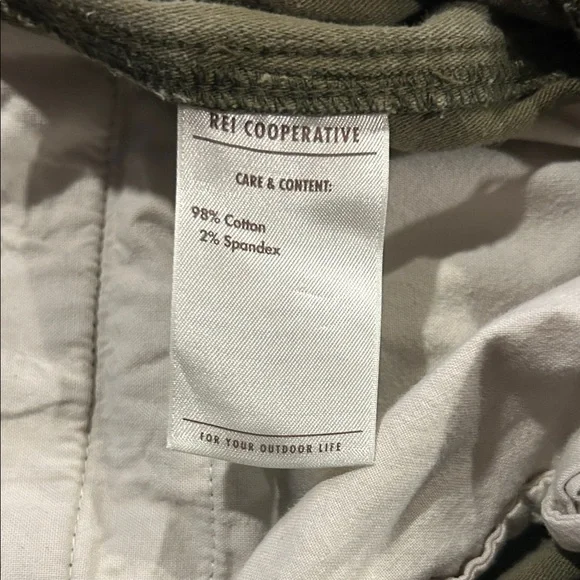 REI COOPERATIVE
CARE & CONTENT:
98% Cotton
2% Spandex
FOR YOUR OUTDOOR LIFE